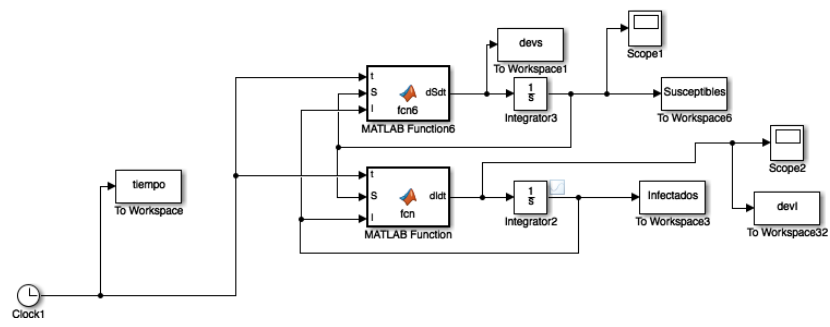 devs
To Workspace1
Scope1
t
S
I
fcn6
dSdt
MATLAB Function6
1
s
Integrator3
Susceptibles
To Workspace6
Scope2
tiempo
To Workspace
t
S
I
fcn
dIdt
MATLAB Function
1
s
Integrator2
Infectados
To Workspace3
devI
To Workspace32
Clock1